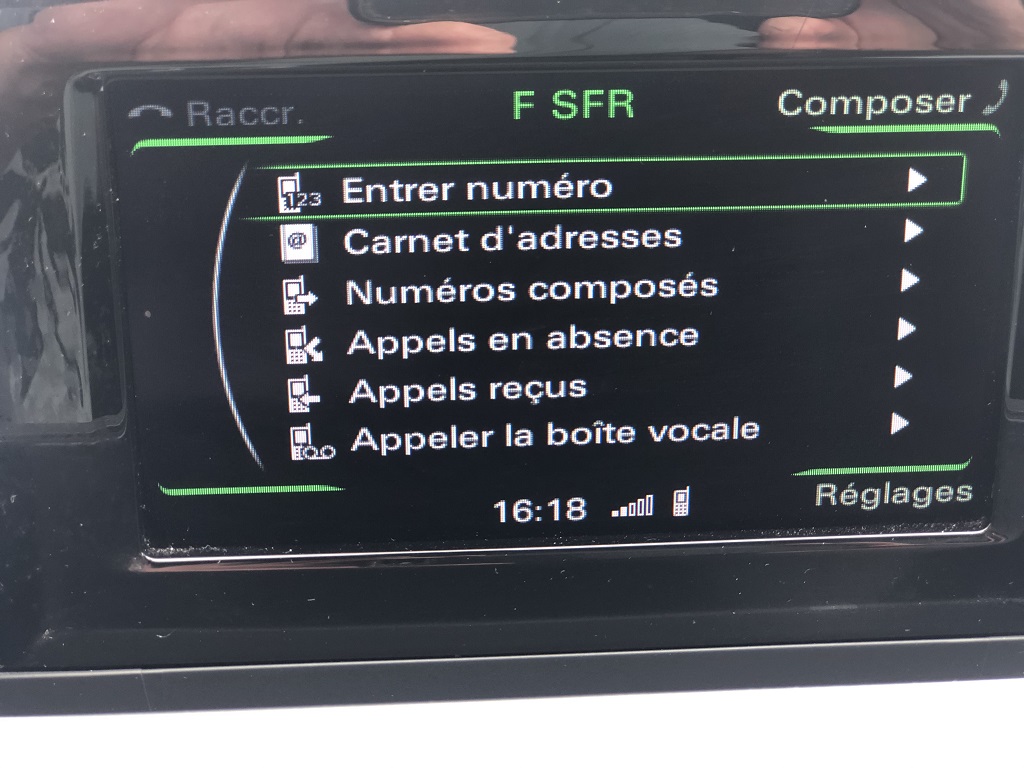 Raccr.
F SFR
Composer
123 Entrer numéro
@ Carnet d'adresses
Numéros composés
Appels en absence
Appels reçus
Appeler la boîte vocale
16:18
Réglages